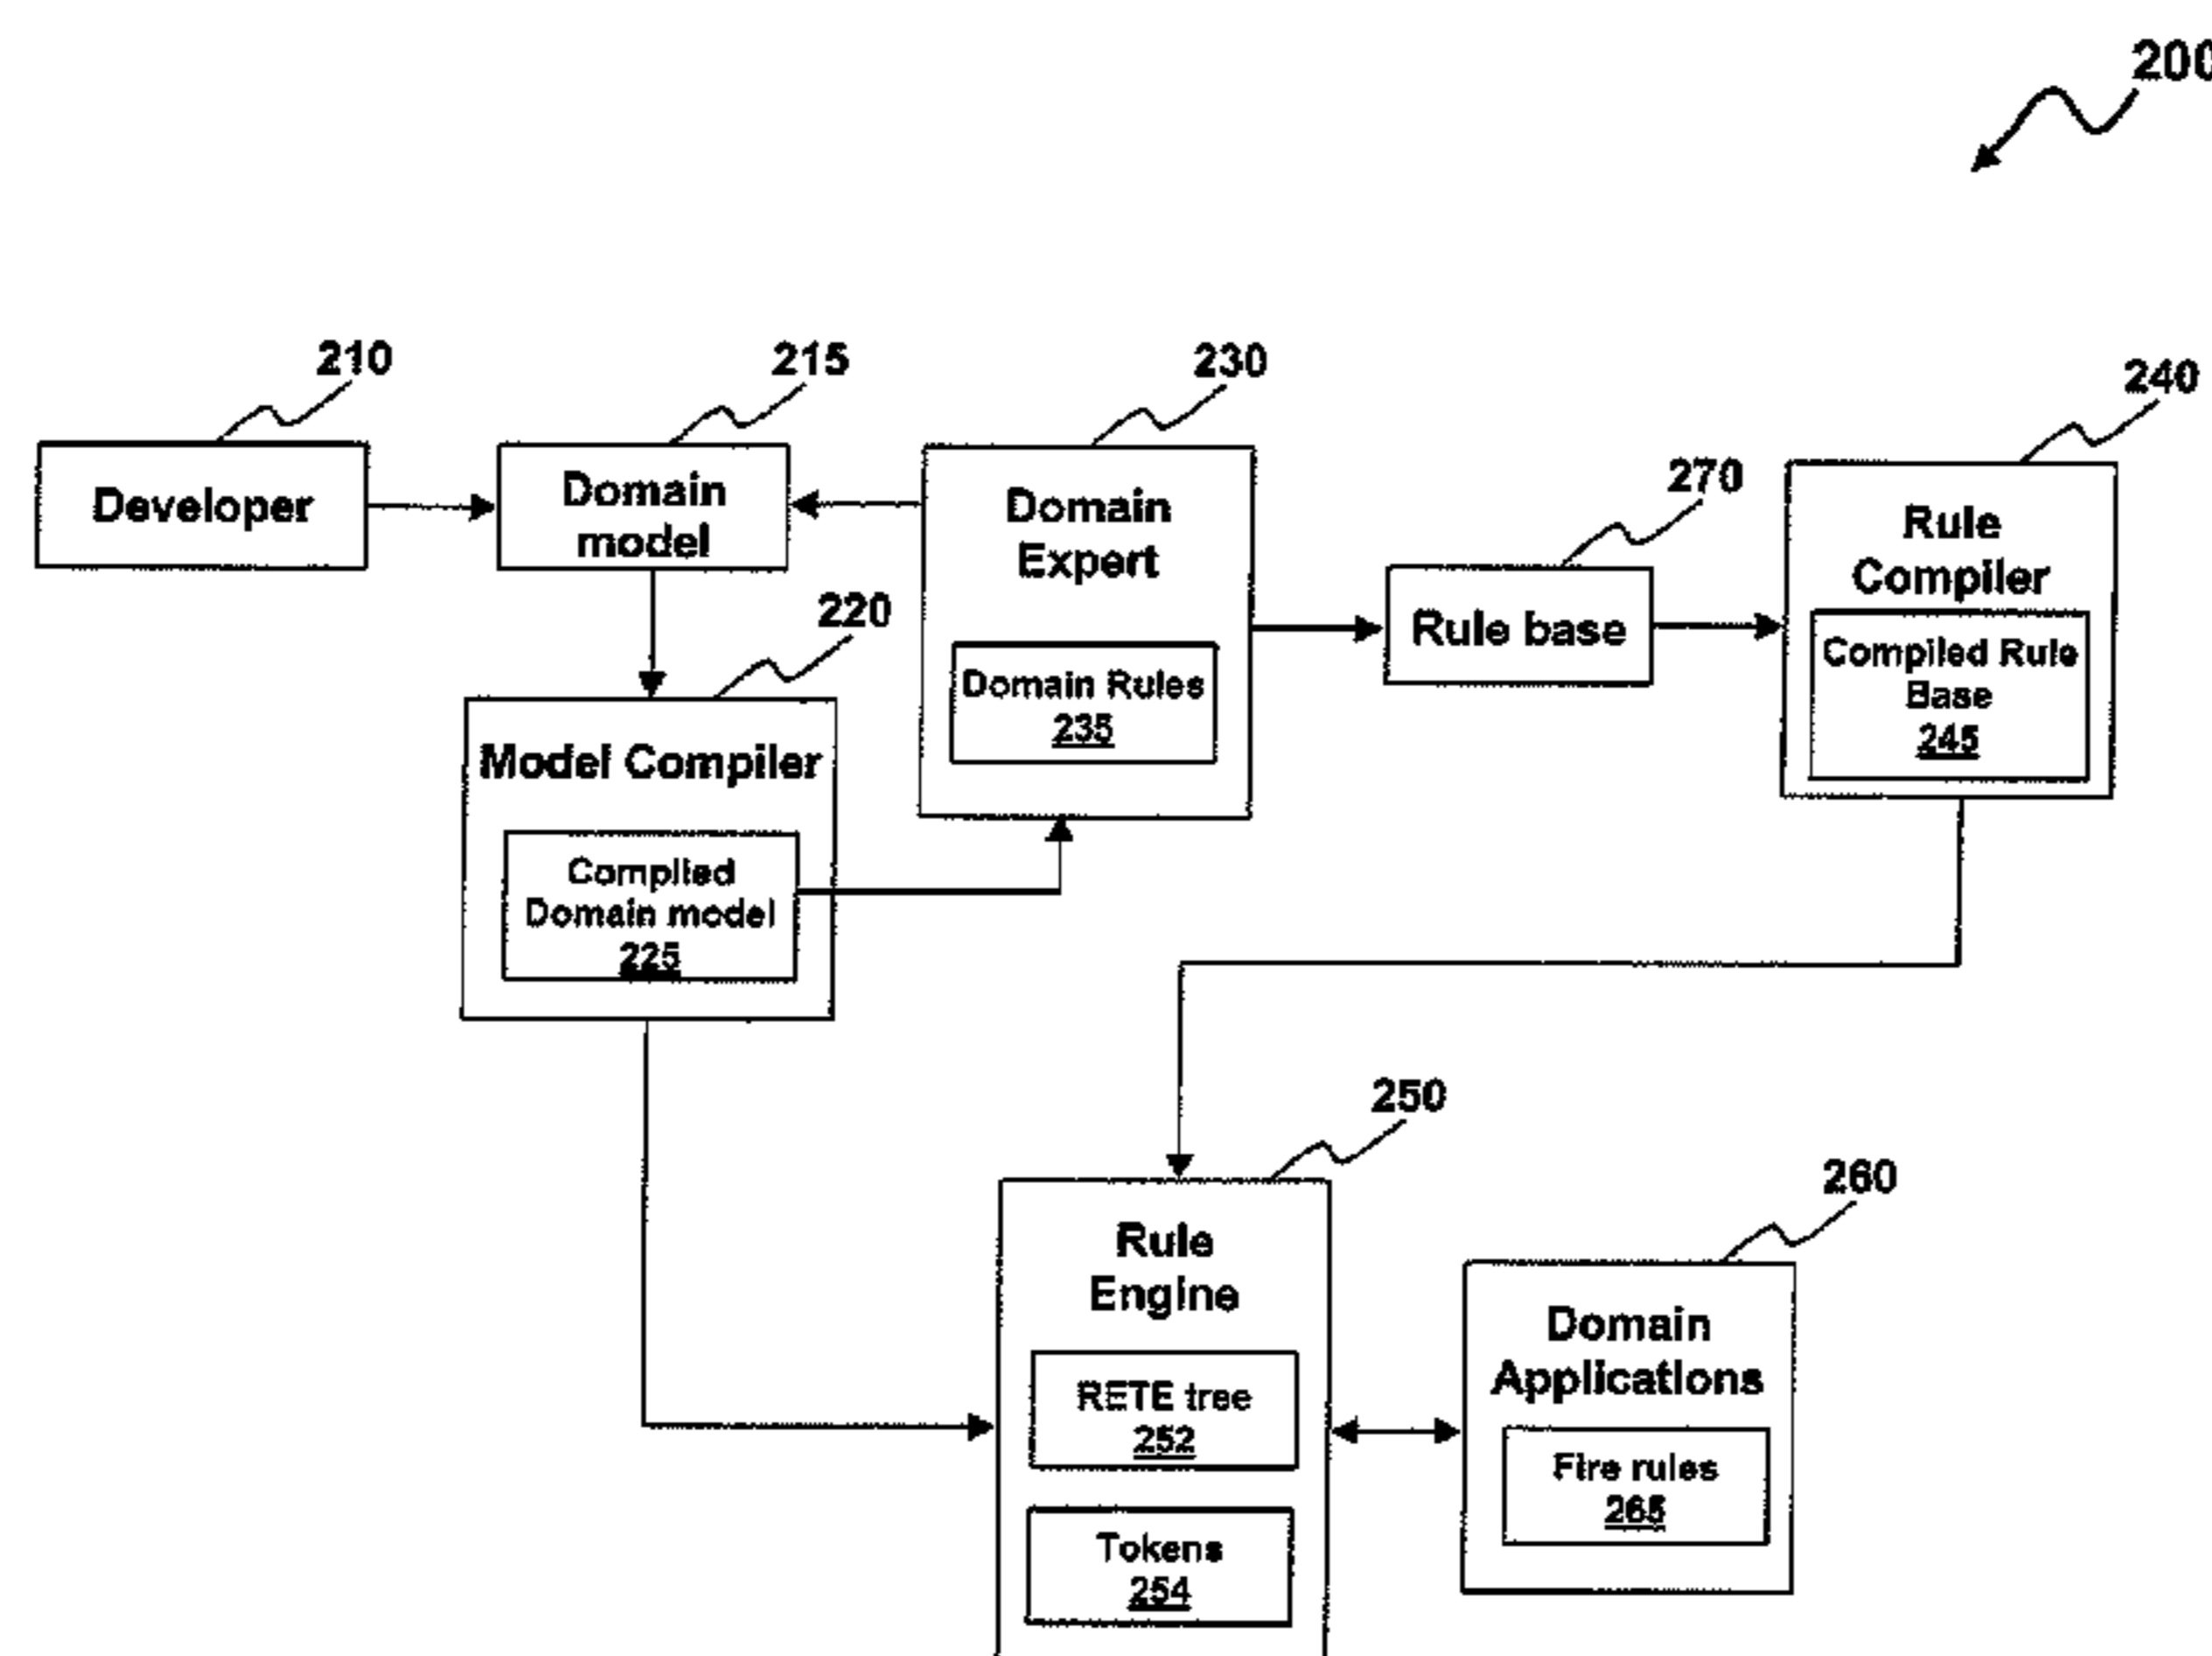 200
210
215
230
240
270
Developer
Domain
model
Domain
Expert
Domain Rules
235
Rule base
Rule
Compiler
Compiled Rule
Base
245
220
Model Compiler
Compiled
Domain model
225
250
Rule
Engine
RETE tree
252
Tokens
254
260
Domain
Applications
Fire rules
265